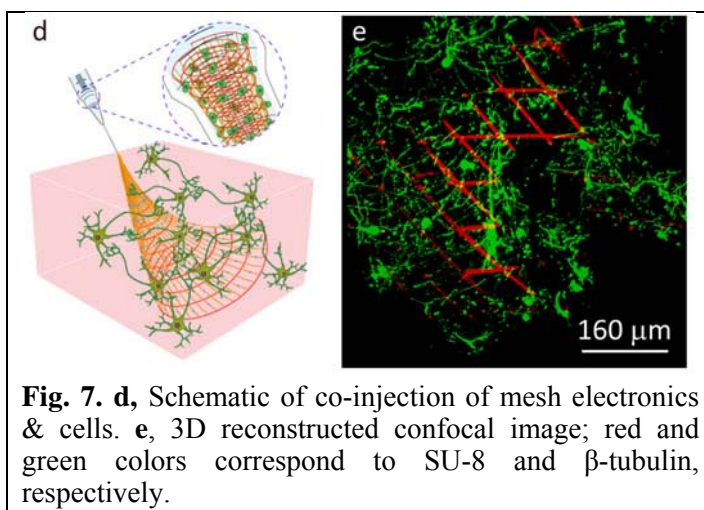 d
e
160 μm
Fig. 7. d, Schematic of co-injection of mesh electronics
& cells. e, 3D reconstructed confocal image; red and
green colors correspond to SU-8 and β-tubulin,
respectively.